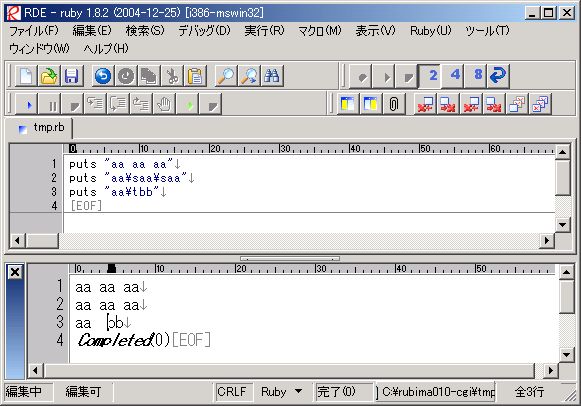 RDE - ruby 1.8.2 (2004-12-25) [i386-mswin32]
ファイル(F) 編集(E) 検索(S) デバッグ(D) 実行(R) マクロ(M) 表示(V) Ruby(U) ツール(T)
ウィンドウ(W) ヘルプ(H)
2 4 8
tmp.rb
0 10 20 30 40 50 60
1 puts "aa aa aa"↓
2 puts "aa¥saa¥saa"↓
3 puts "aa¥tbb"↓
4 [EOF]
0 10 20 30 40 50
1 aa aa aa↓
2 aa aa aa↓
3 aa bb↓
4 Completed(0)[EOF]
編集中 編集可 CRLF Ruby 完了(0) ] C:¥rubima010-cgi¥tmp 全3行